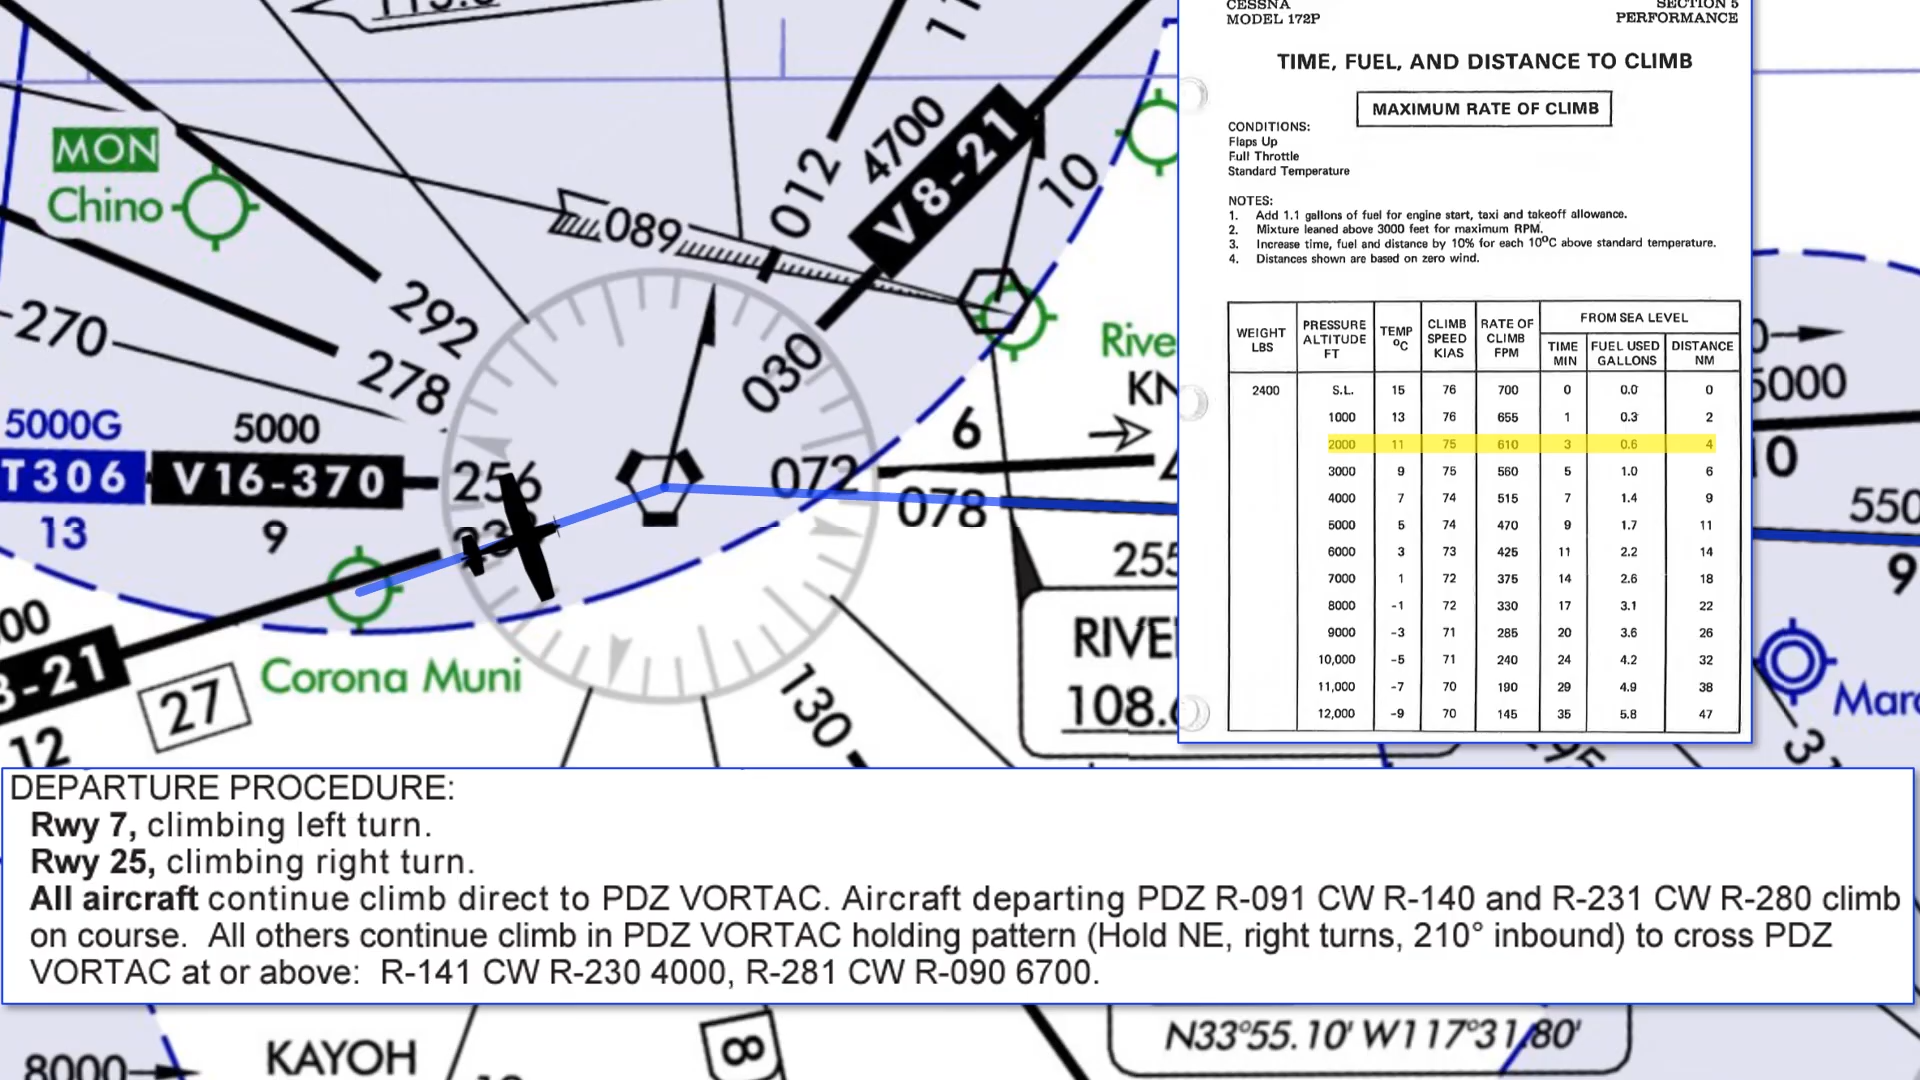 MON
Chino
089
012
4700
V 8-21
10
292
270
278
030
5000G
5000
T306
V16-370
256
072
6
078
13
9
00
27
12
Corona Muni
130
255
RIVE
108.
5000
10
550
9
8000
KAYOH
8
N33°55.10' W117°31.80'
CESSNA
MODEL 172P
SECTION 5
PERFORMANCE
TIME, FUEL, AND DISTANCE TO CLIMB
MAXIMUM RATE OF CLIMB
CONDITIONS:
Flaps Up
Full Throttle
Standard Temperature
NOTES:
1. Add 1.1 gallons of fuel for engine start, taxi and takeoff allowance.
2. Mixture leaned above 3000 feet for maximum RPM.
3. Increase time, fuel and distance by 10% for each 10°C above standard temperature.
4. Distances shown are based on zero wind.
WEIGHT LBS PRESSURE ALTITUDE FT TEMP °C CLIMB SPEED KIAS RATE OF CLIMB FPM FROM SEA LEVEL
TIME MIN FUEL USED GALLONS DISTANCE NM
2400 S.L. 15 76 700 0 0.0 0
1000 13 76 655 1 0.3 2
2000 11 75 610 3 0.6 4
3000 9 75 560 5 1.0 6
4000 7 74 515 7 1.4 9
5000 5 74 470 9 1.7 11
6000 3 73 425 11 2.2 14
7000 1 72 375 14 2.6 18
8000 -1 72 330 17 3.1 22
9000 -3 71 285 20 3.6 26
10,000 -5 71 240 24 4.2 32
11,000 -7 70 190 29 4.9 38
12,000 -9 70 145 35 5.8 47
DEPARTURE PROCEDURE:
Rwy 7, climbing left turn.
Rwy 25, climbing right turn.
All aircraft continue climb direct to PDZ VORTAC. Aircraft departing PDZ R-091 CW R-140 and R-231 CW R-280 climb
on course. All others continue climb in PDZ VORTAC holding pattern (Hold NE, right turns, 210° inbound) to cross PDZ
VORTAC at or above: R-141 CW R-230 4000, R-281 CW R-090 6700.